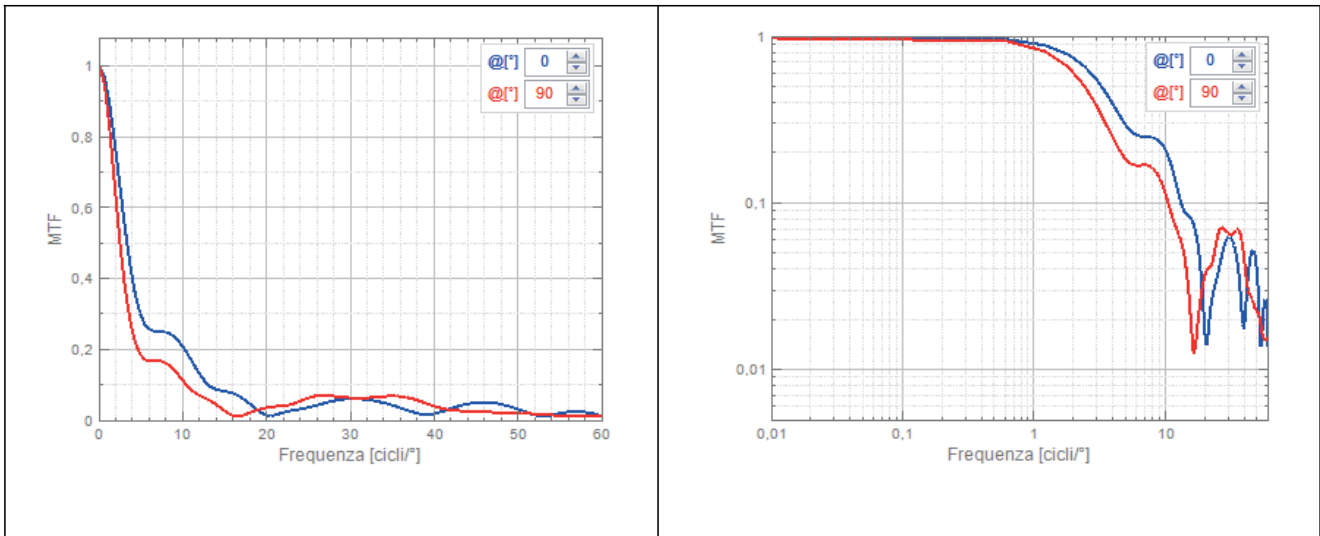 @[°] 0
@[°] 90
1
0,8
0,6
0,4
0,2
0
MTF
0 10 20 30 40 50 60
Frequenza [cicli/°]
@[°] 0
@[°] 90
1
0,1
0,01
MTF
0,01 0,1 1 10
Frequenza [cicli/°]